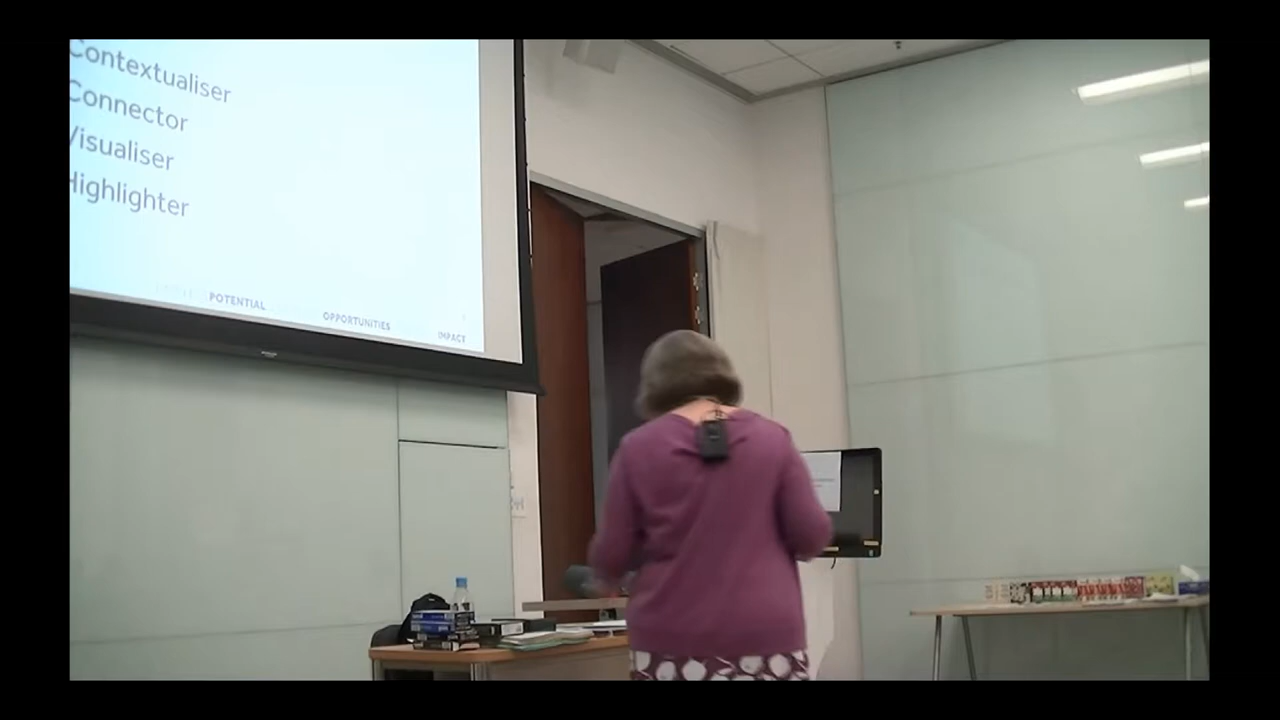 Contextualiser
Connector
Visualiser
Highlighter
POTENTIAL
OPPORTUNITIES
IMPACT